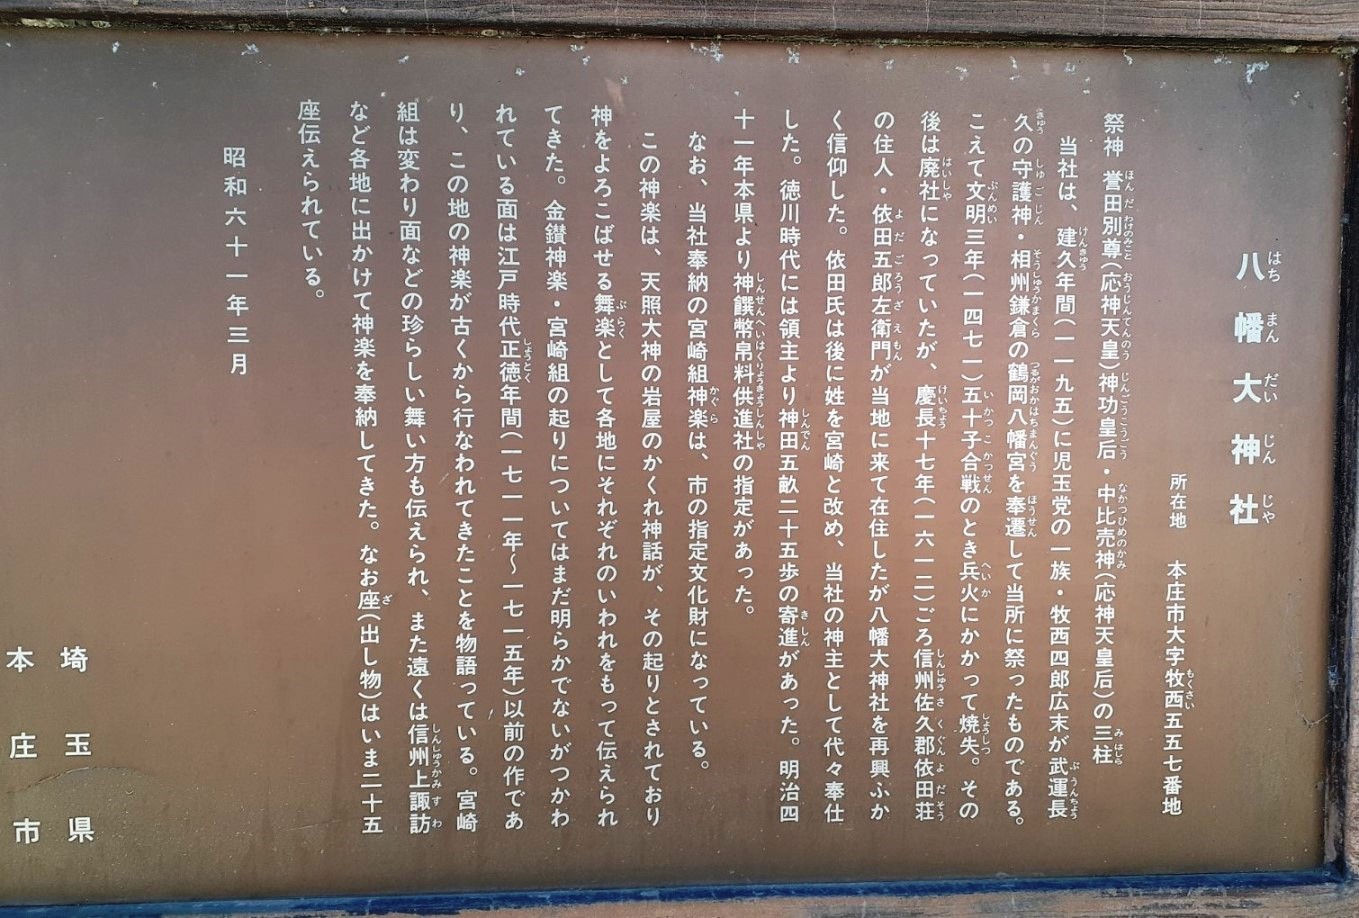 八幡大神社
所在地 本庄市大字牧西五五七番地
祭神 誉田別尊(応神天皇)神功皇后・中比売神(応神天皇后)の三柱
当社は、建久年間(一一九五)に児玉党の一族・牧西四郎広末が武運長
久の守護神・相州鎌倉の鶴岡八幡宮を奉遷して当所に祭ったものである。
こえて文明三年(一四七一)五十子合戦のとき兵火にかかって焼失。その
後は廃社になっていたが、慶長十七年(一六一二)ごろ信州佐久郡依田荘
の住人・依田五郎左衛門が当地に来て在住したが八幡大神社を再興ふか
く信仰した。依田氏は後に姓を宮崎と改め、当社の神主として代々奉仕
した。徳川時代には領主より神田五畝二十五歩の寄進があった。明治四
十一年本県より神饌幣帛料供進社の指定があった。
なお、当社奉納の宮崎組神楽は、市の指定文化財になっている。
この神楽は、天照大神の岩屋のかくれ神話が、その起りとされており
神をよろこばせる舞楽として各地にそれぞれのいわれをもって伝えられ
てきた。金鑚神楽・宮崎組の起りについてはまだ明らかでないがつかわ
れている面は江戸時代正徳年間(一七一一年〜一七一五年)以前の作であ
り、この地の神楽が古くから行なわれてきたことを物語っている。宮崎
組は変わり面などの珍らしい舞い方も伝えられ、また遠くは信州上諏訪
など各地に出かけて神楽を奉納してきた。なお座(出し物)はいま二十五
座伝えられている。
昭和六十一年三月
埼玉県
本庄市